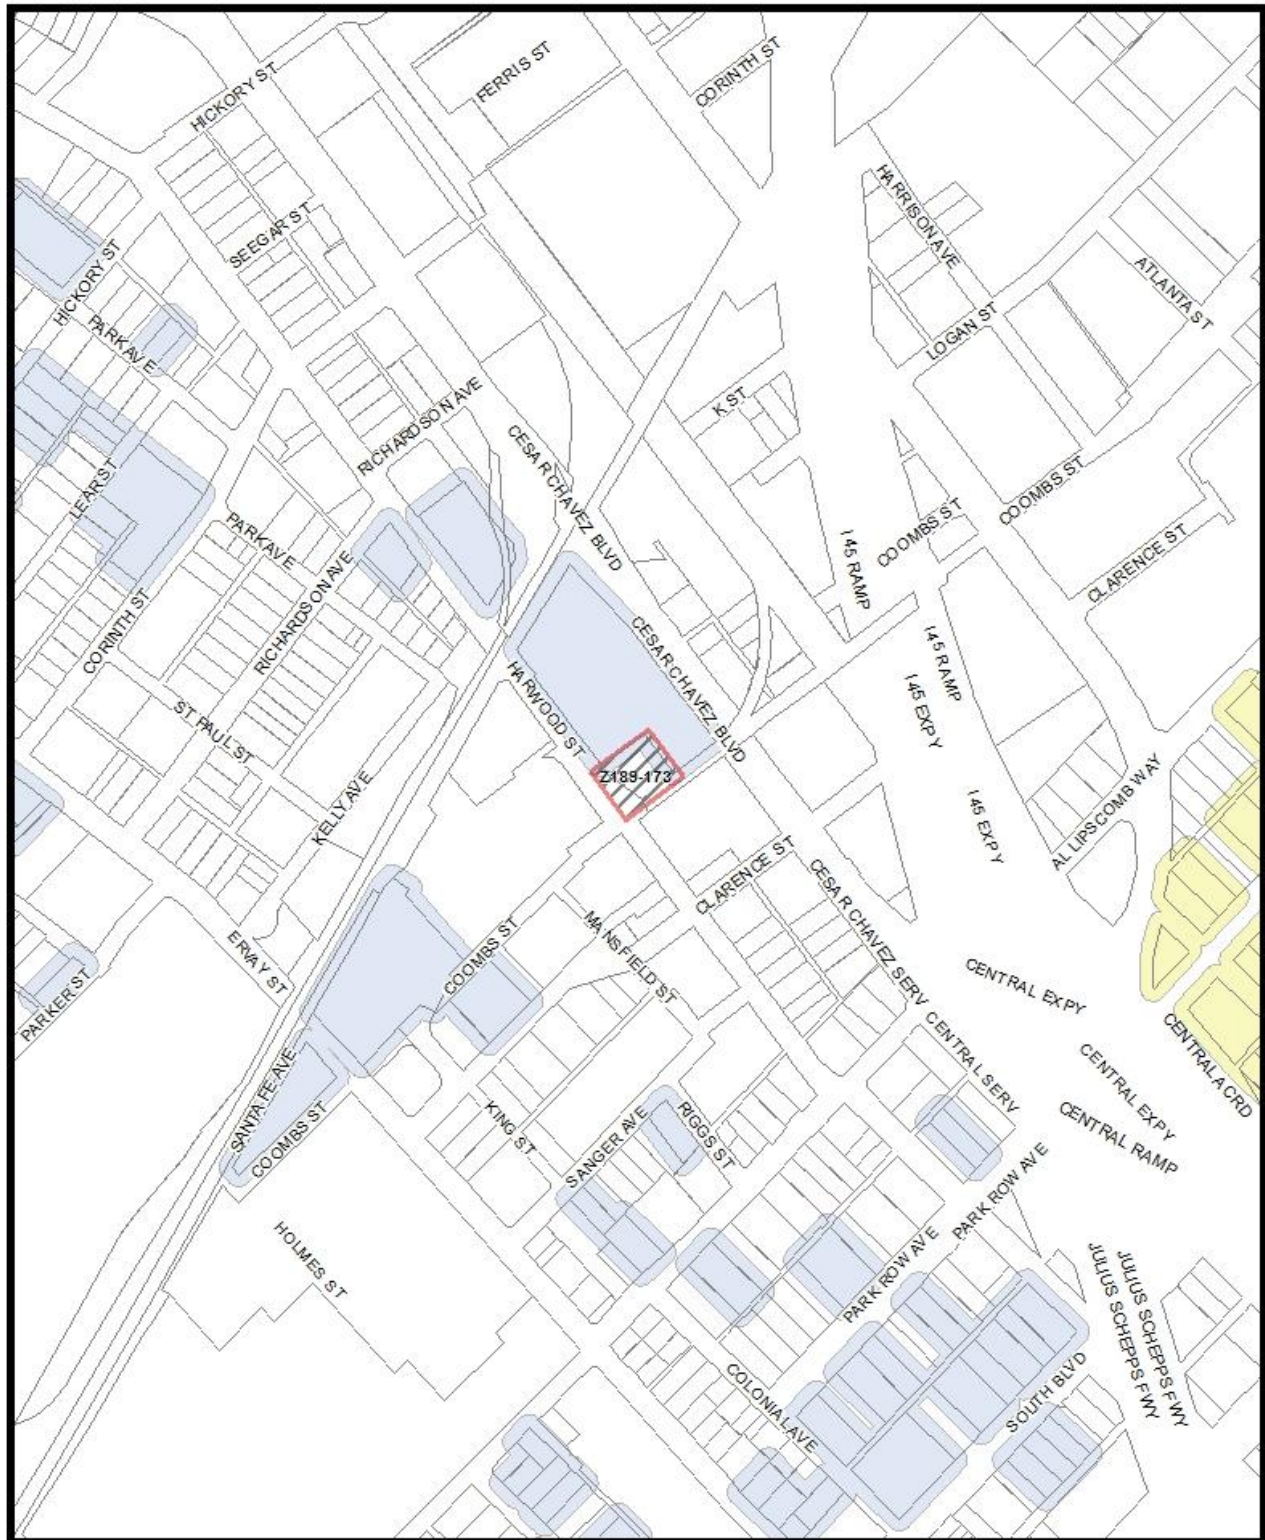 HICKORY ST
FERRIS ST
CORINTH ST
HARRISON AVE
SEEGAR ST
HICKORY ST
ATLANTA ST
PARK AVE
LOGAN ST
K ST
RICHARDSON AVE
CESAR CHAVEZ BLVD
LEAR ST
COOMBS ST
COOMBS ST
PARK AVE
I 45 RAMP
CLARENCE ST
RICHARDSON AVE
CORINTH ST
CESAR CHAVEZ BLVD
I 45 RAMP
HARWOOD ST
I 45 EXPY
ST PAUL ST
Z189-173
KELLY AVE
AL LIPSCOMB WAY
I 45 EXPY
CLARENCE ST
CESAR CHAVEZ SERV
MANSFIELD ST
COOMBS ST
ERVAY ST
PARKER ST
CENTRAL EXPY
CENTRAL SERV
CENTRAL A CRD
CENTRAL EXPY
SANTA FE AVE
COOMBS ST
KING ST
SANGER AVE
RIGGS ST
CENTRAL RAMP
PARK ROW AVE
HOLMES ST
PARK ROW AVE
JULIUS SCHEPPS FWY
JULIUS SCHEPPS FWY
COLONIAL AVE
SOUTH BLVD